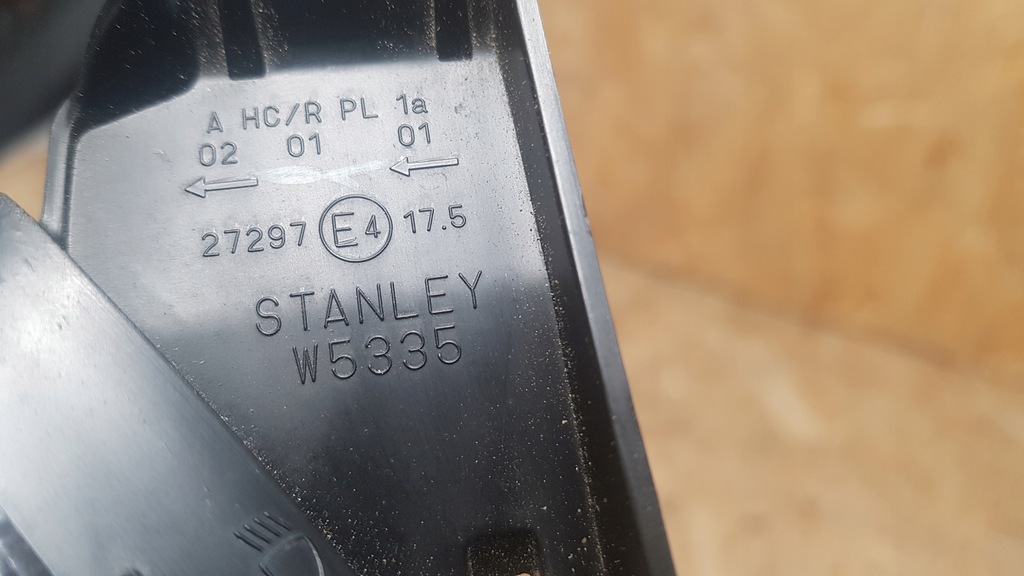 A HC/R PL 1a
02 01 01
27297 E4 17.5
STANLEY
W5335